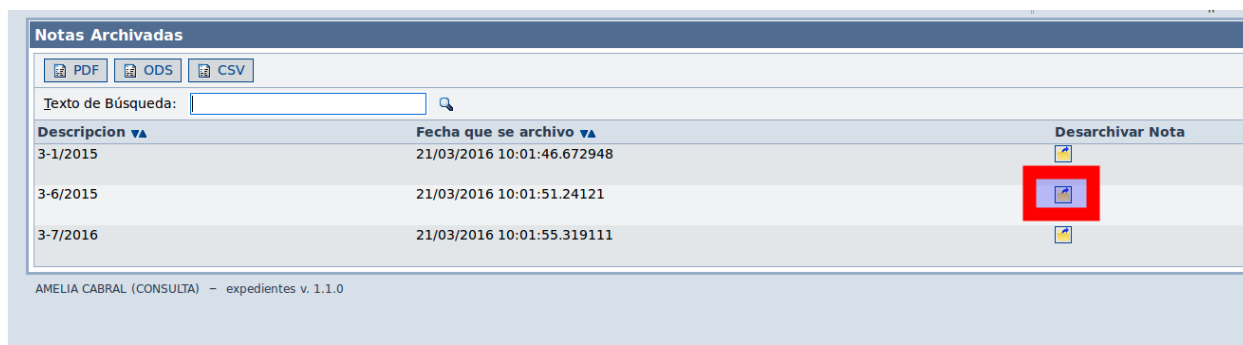 Notas Archivadas
PDF ODS CSV
Texto de Búsqueda:
Descripcion Fecha que se archivo Desarchivar Nota
3-1/2015 21/03/2016 10:01:46.672948
3-6/2015 21/03/2016 10:01:51.24121
3-7/2016 21/03/2016 10:01:55.319111
AMELIA CABRAL (CONSULTA) – expedientes v. 1.1.0